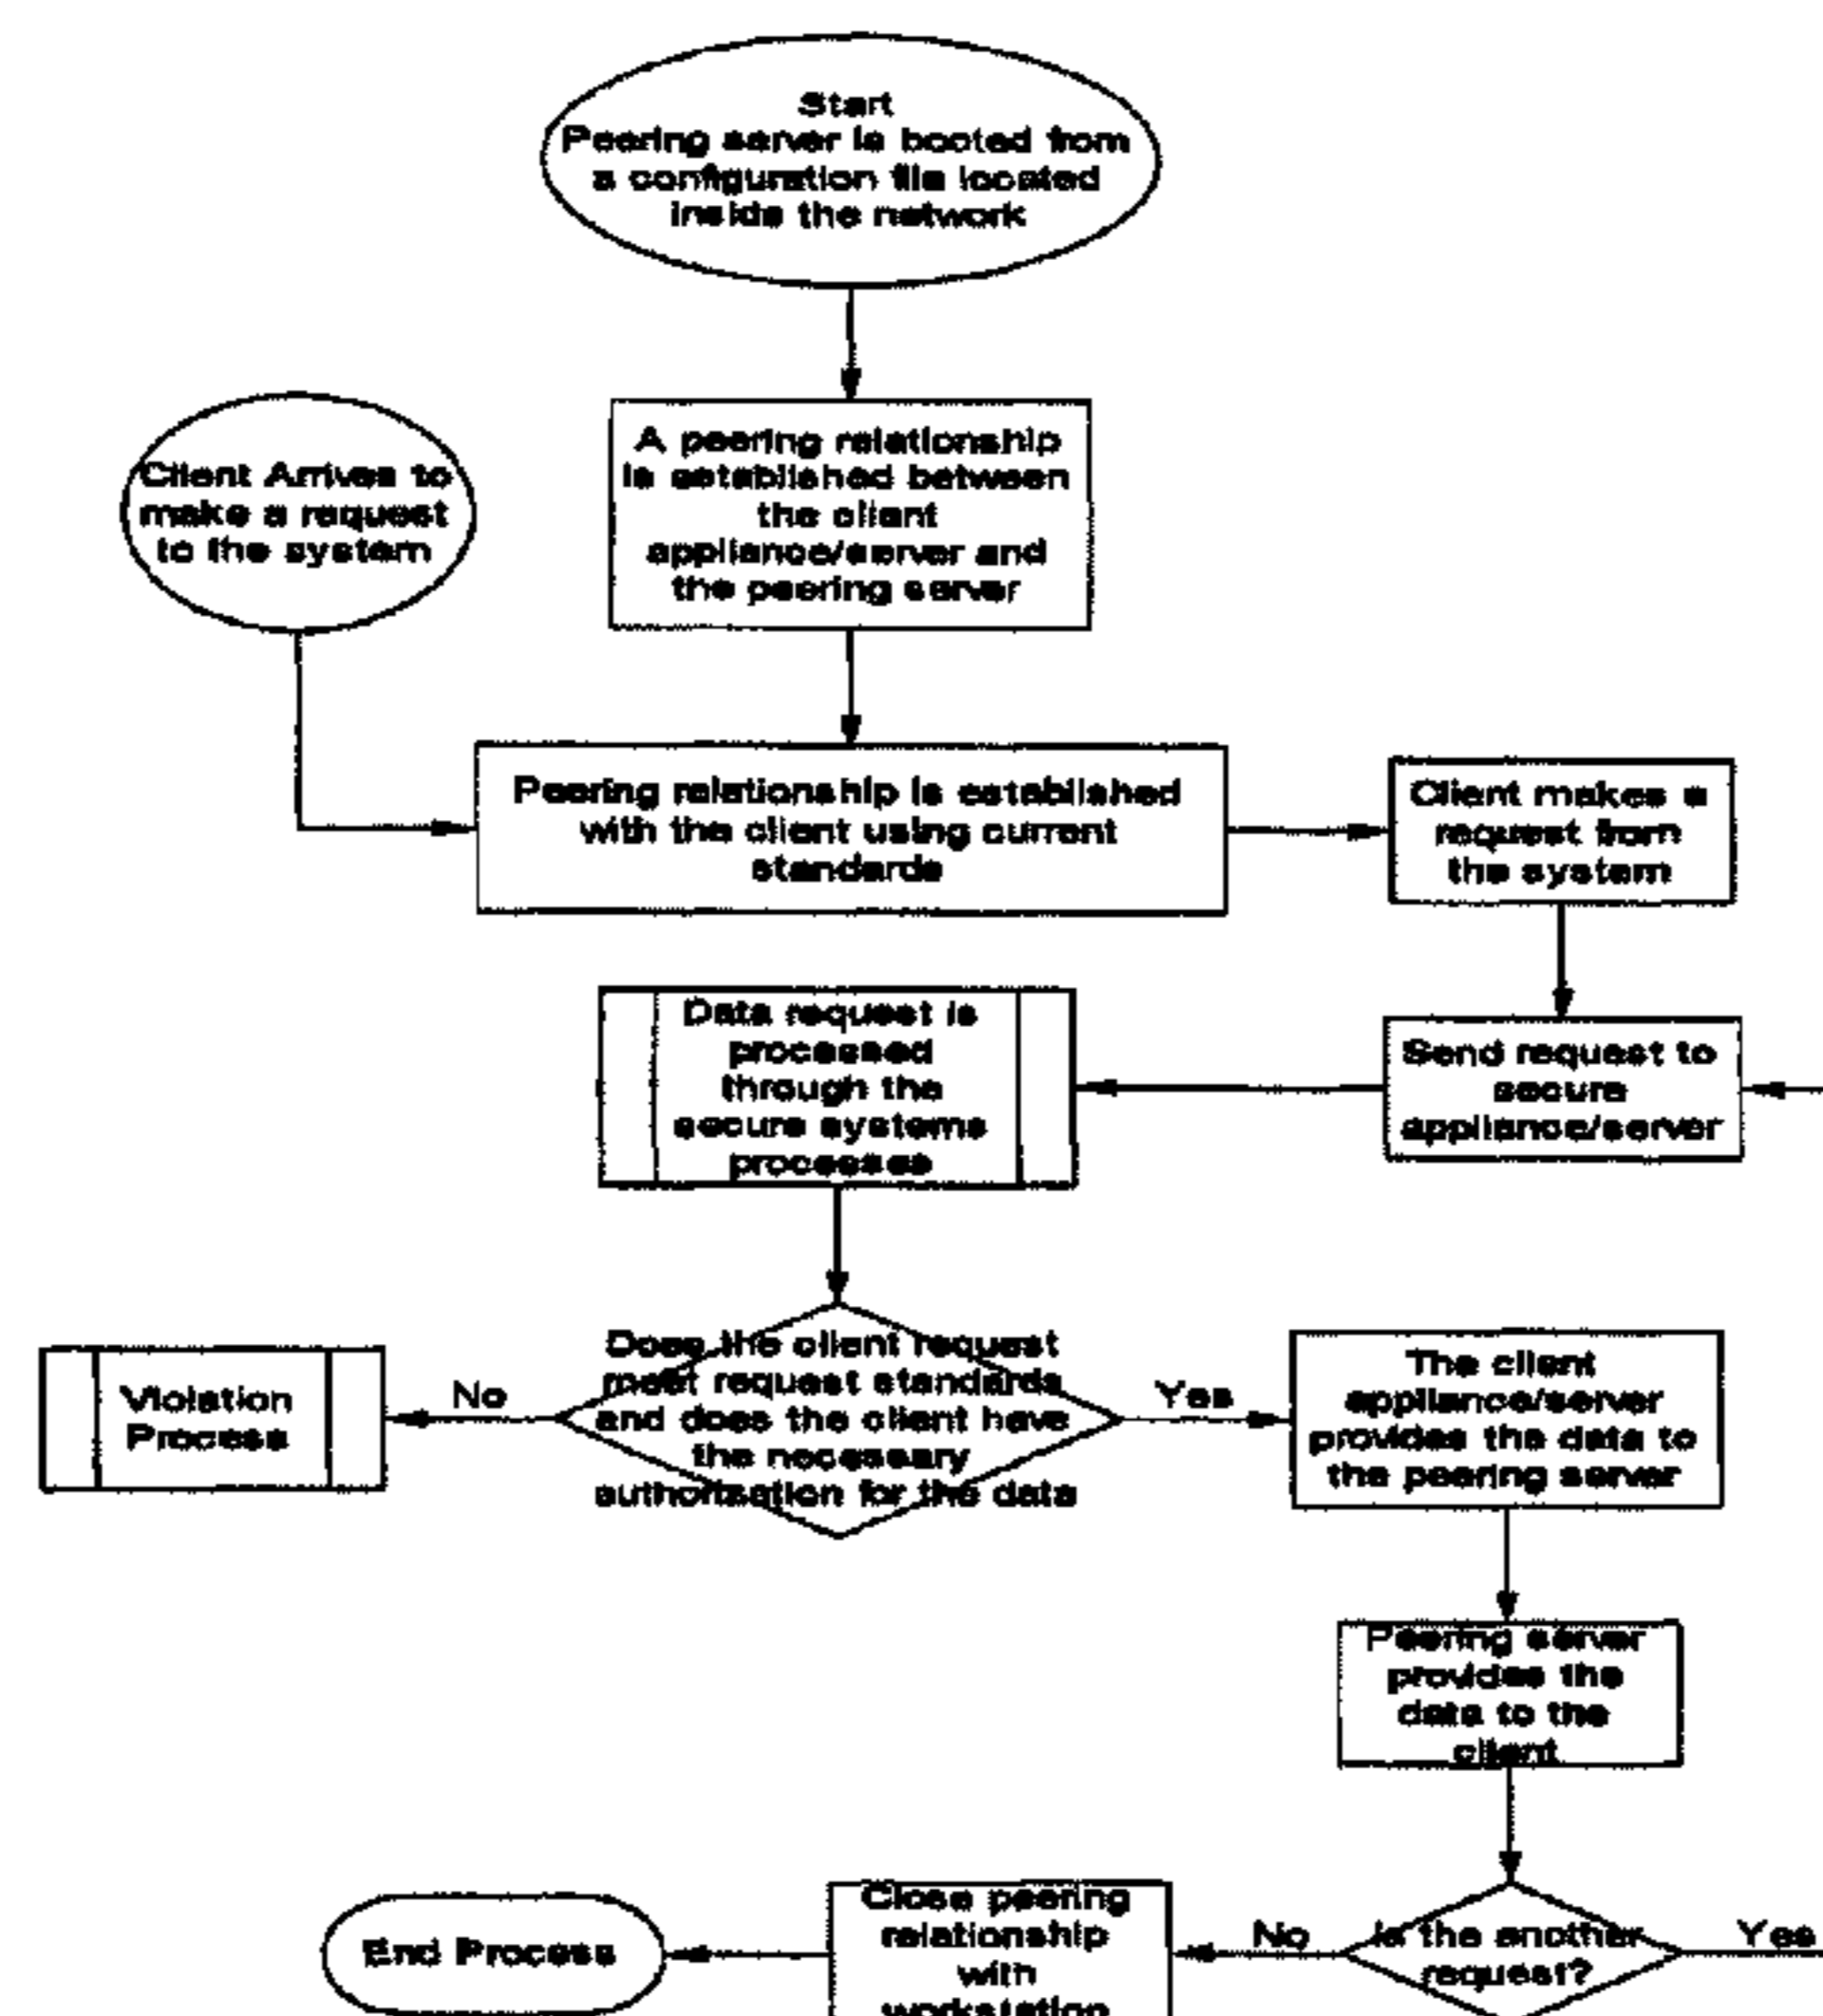 Start
Peering server is booted from
a configuration file located
inside the network
Client Arrives to
make a request
to the system
A peering relationship
is established between
the client
appliance/server and
the peering server
Peering relationship is established
with the client using current
standards
Client makes a
request from
the system
Data request is
processed
through the
secure systems
processes
Send request to
secure
appliance/server
Violation
Process
No
Does the client request
meet request standards
and does the client have
the necessary
authorization for the data
Yes
The client
appliance/server
provides the data to
the peering server
Peering server
provides the
data to the
client
End Process
Close peering
relationship
with
workstation
No
Is the another
request?
Yes